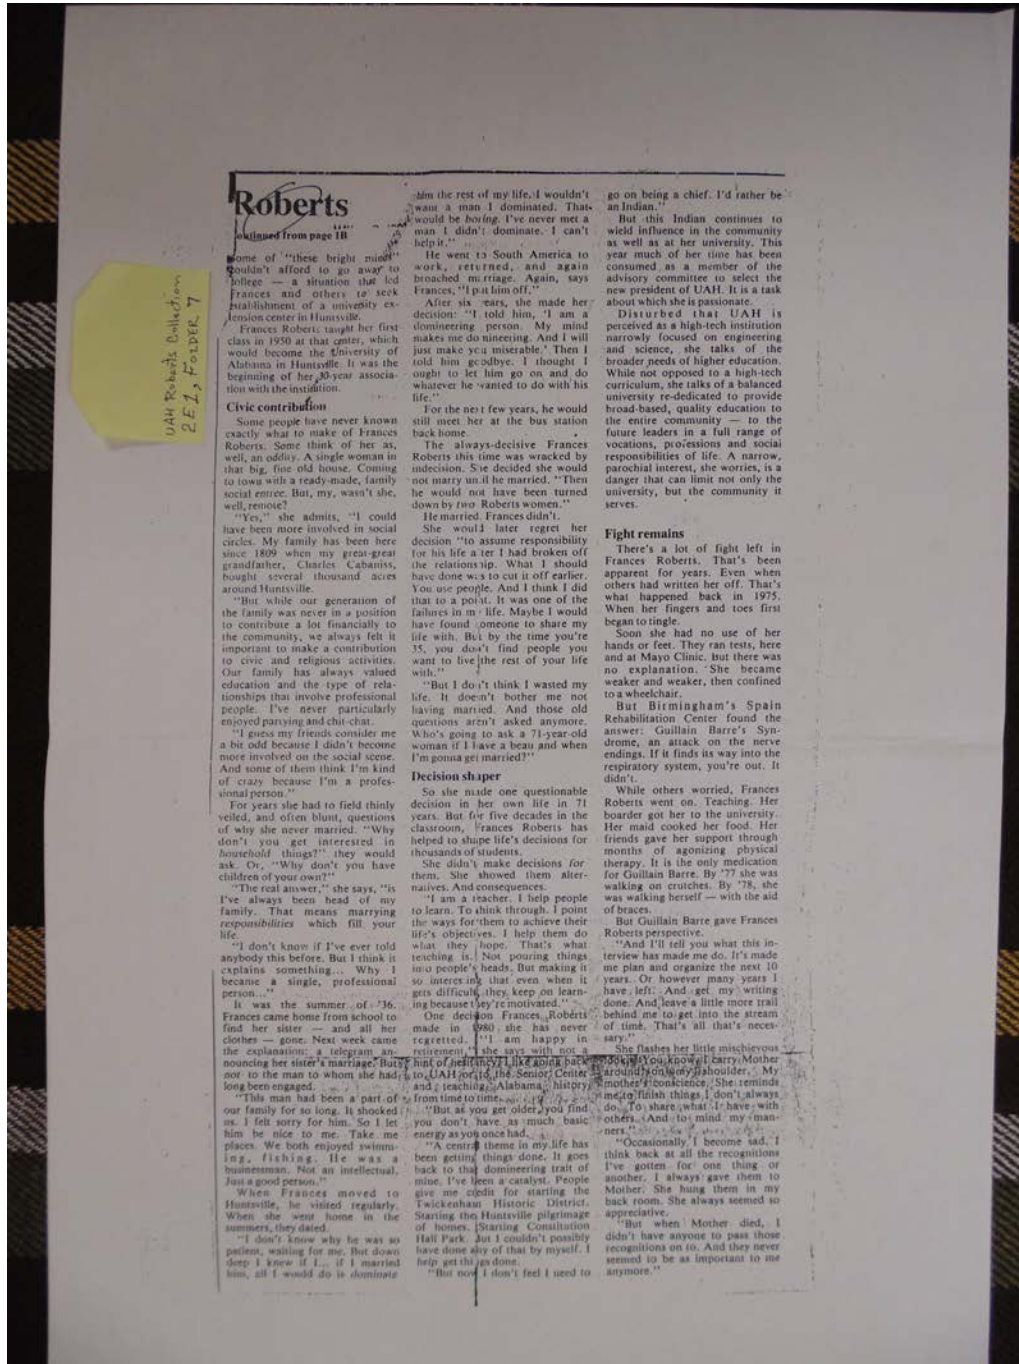 UAH Roberts Collection
2E1, FOLDER 7
Roberts
continued from page 1B
some of "these bright minds"
couldn't afford to go away to
college — a situation that led
Frances and others to seek
establishment of a university ex-
tension center in Huntsville.
Frances Roberts taught her first
class in 1950 at that center, which
would become the University of
Alabama in Huntsville. It was the
beginning of her 30-year associa-
tion with the institution.
Civic contribution
Some people have never known
exactly what to make of Frances
Roberts. Some think of her as,
well, an oddity. A single woman in
that big, fine old house. Coming
to town with a ready-made, family
social entree. But, my, wasn't she,
well, remote?
"Yes," she admits, "I could
have been more involved in social
circles. My family has been here
since 1809 when my great-great
grandfather, Charles Cabaniss,
bought several thousand acres
around Huntsville.
"But while our generation of
the family was never in a position
to contribute a lot financially to
the community, we always felt it
important to make a contribution
to civic and religious activities.
Our family has always valued
education and the type of rela-
tionships that involve professional
people. I've never particularly
enjoyed partying and chit-chat.
"I guess my friends consider me
a bit odd because I didn't become
more involved on the social scene.
And some of them think I'm kind
of crazy because I'm a profes-
sional person."
For years she had to field thinly
veiled, and often blunt, questions
of why she never married. "Why
don't you get interested in
household things?" they would
ask. Or, "Why don't you have
children of your own?"
"The real answer," she says, "is
I've always been head of my
family. That means marrying
responsibilities which fill your
life.
"I don't know if I've ever told
anybody this before. But I think it
explains something... Why I
became a single, professional
person..."
It was the summer of '36.
Frances came home from school to
find her sister — and all her
clothes — gone. Next week came
the explanation: a telegram an-
nouncing her sister's marriage. But
not to the man to whom she had
long been engaged.
"This man had been a part of
our family for so long. It shocked
us. I felt sorry for him. So I let
him be nice to me. Take me
places. We both enjoyed swimm-
ing, fishing. He was a
businessman. Not an intellectual.
Just a good person."
When Frances moved to
Huntsville, he visited regularly.
When she went home in the
summers, they dated.
"I don't know why he was so
patient, waiting for me. But down
deep I knew if I... if I married
him, all I would do is dominate
him the rest of my life. I wouldn't
want a man I dominated. That
would be boring. I've never met a
man I didn't dominate. I can't
help it."
He went to South America to
work, returned, and again
broached marriage. Again, says
Frances, "I put him off."
After six years, she made her
decision: "I told him, 'I am a
domineering person. My mind
makes me domineering. And I will
just make you miserable.' Then I
told him goodbye. I thought I
ought to let him go on and do
whatever he wanted to do with his
life."
For the next few years, he would
still meet her at the bus station
back home.
The always-decisive Frances
Roberts this time was wracked by
indecision. She decided she would
not marry until he married. "Then
he would not have been turned
down by two Roberts women."
He married. Frances didn't.
She would later regret her
decision "to assume responsibility
for his life after I had broken off
the relationship. What I should
have done was to cut it off earlier.
You use people. And I think I did
that to a point. It was one of the
failures in my life. Maybe I would
have found someone to share my
life with. But by the time you're
35, you don't find people you
want to live the rest of your life
with."
"But I don't think I wasted my
life. It doesn't bother me not
having married. And those old
questions aren't asked anymore.
Who's going to ask a 71-year-old
woman if I have a beau and when
I'm gonna get married?"
Decision shaper
So she made one questionable
decision in her own life in 71
years. But for five decades in the
classroom, Frances Roberts has
helped to shape life's decisions for
thousands of students.
She didn't make decisions for
them. She showed them alter-
natives. And consequences.
"I am a teacher. I help people
to learn. To think through. I point
the ways for them to achieve their
life's objectives. I help them do
what they hope. That's what
teaching is. Not pouring things
into people's heads. But making it
so interesting that even when it
gets difficult, they keep on learn-
ing because they're motivated."
One decision Frances Roberts
made in 1980 she has never
regretted. "I am happy in
retirement," she says with not a
hint of hesitancy. I like going back
to UAH or to the Senior Center
and teaching Alabama history
from time to time.
"But as you get older, you find
you don't have as much basic
energy as you once had.
"A central theme in my life has
been getting things done. It goes
back to that domineering trait of
mine. I've been a catalyst. People
give me credit for starting the
Twickenham Historic District.
Starting the Huntsville pilgrimage
of homes. Starting Constitution
Hall Park. But I couldn't possibly
have done any of that by myself. I
help get things done.
"But now I don't feel I need to
go on being a chief. I'd rather be
an Indian."
But this Indian continues to
wield influence in the community
as well as at her university. This
year much of her time has been
consumed as a member of the
advisory committee to select the
new president of UAH. It is a task
about which she is passionate.
Disturbed that UAH is
perceived as a high-tech institution
narrowly focused on engineering
and science, she talks of the
broader needs of higher education.
While not opposed to a high-tech
curriculum, she talks of a balanced
university re-dedicated to provide
broad-based, quality education to
the entire community — to the
future leaders in a full range of
vocations, professions and social
responsibilities of life. A narrow,
parochial interest, she worries, is a
danger that can limit not only the
university, but the community it
serves.
Fight remains
There's a lot of fight left in
Frances Roberts. That's been
apparent for years. Even when
others had written her off. That's
what happened back in 1975.
When her fingers and toes first
began to tingle.
Soon she had no use of her
hands or feet. They ran tests, here
and at Mayo Clinic. But there was
no explanation. She became
weaker and weaker, then confined
to a wheelchair.
But Birmingham's Spain
Rehabilitation Center found the
answer: Guillain Barre's Syn-
drome, an attack on the nerve
endings. If it finds its way into the
respiratory system, you're out. It
didn't.
While others worried, Frances
Roberts went on. Teaching. Her
boarder got her to the university.
Her maid cooked her food. Her
friends gave her support through
months of agonizing physical
therapy. It is the only medication
for Guillain Barre. By '77 she was
walking on crutches. By '78, she
was walking herself — with the aid
of braces.
But Guillain Barre gave Frances
Roberts perspective.
"And I'll tell you what this in-
terview has made me do. It's made
me plan and organize the next 10
years. Or however many years I
have left. And get my writing
done. And leave a little more trail
behind me to get into the stream
of time. That's all that's neces-
sary."
She flashes her little mischievous
look. "You know, I carry Mother
around on my shoulder. My
mother's conscience. She reminds
me to finish things I don't always
do. To share what I have with
others. And to mind my man-
ners."
"Occasionally, I become sad. I
think back at all the recognitions
I've gotten for one thing or
another. I always gave them to
Mother. She hung them in my
back room. She always seemed so
appreciative.
"But when Mother died, I
didn't have anyone to pass those
recognitions on to. And they never
seemed to be as important to me
anymore."